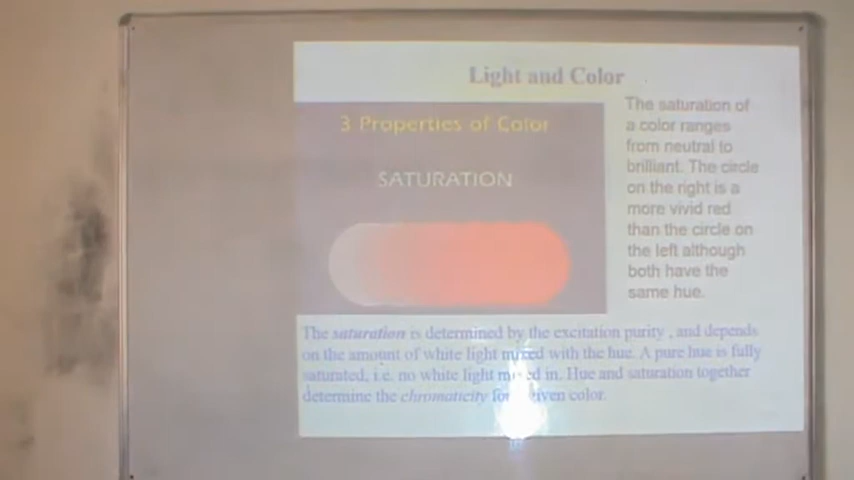 Light and Color
3 Properties of Color
SATURATION
The saturation of
a color ranges
from neutral to
brilliant. The circle
on the right is a
more vivid red
than the circle on
the left although
both have the
same hue.
The saturation is determined by the excitation purity , and depends
on the amount of white light mixed with the hue. A pure hue is fully
saturated, i.e. no white light mixed in. Hue and saturation together
determine the chromaticity for given color.